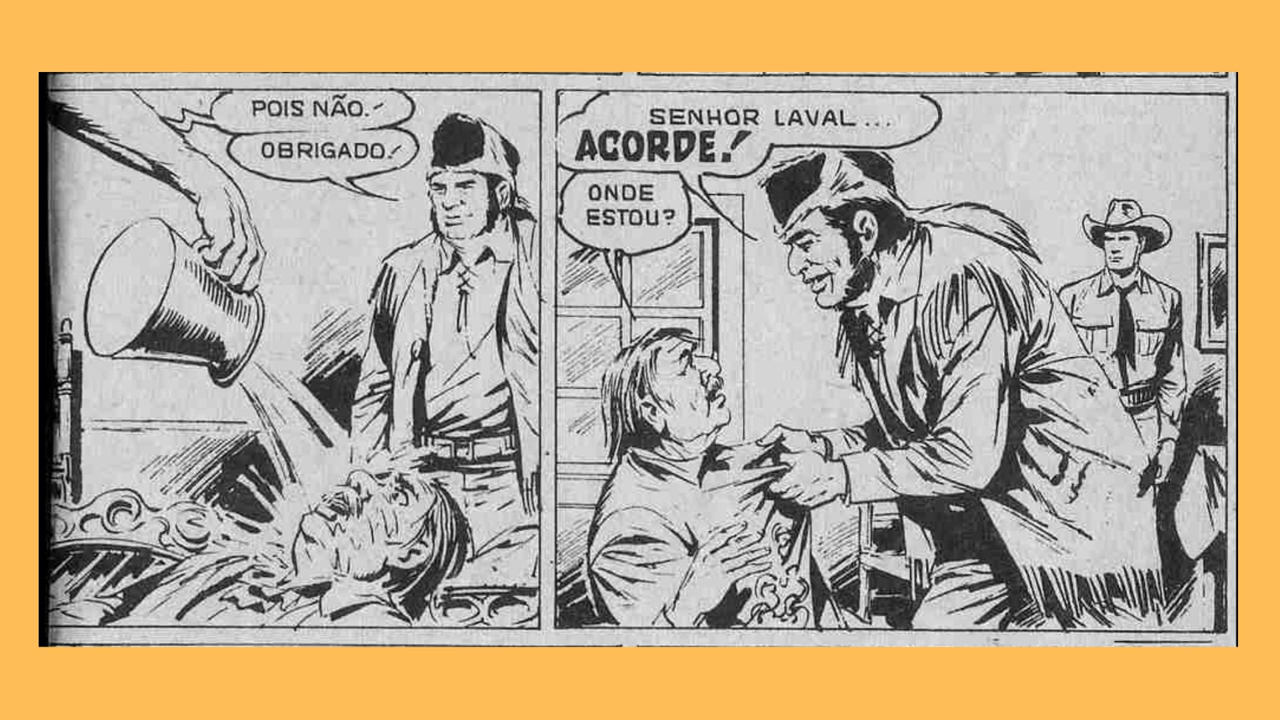 POIS NÃO!
OBRIGADO!
SENHOR LAVAL...
ACORDE!
ONDE
ESTOU?